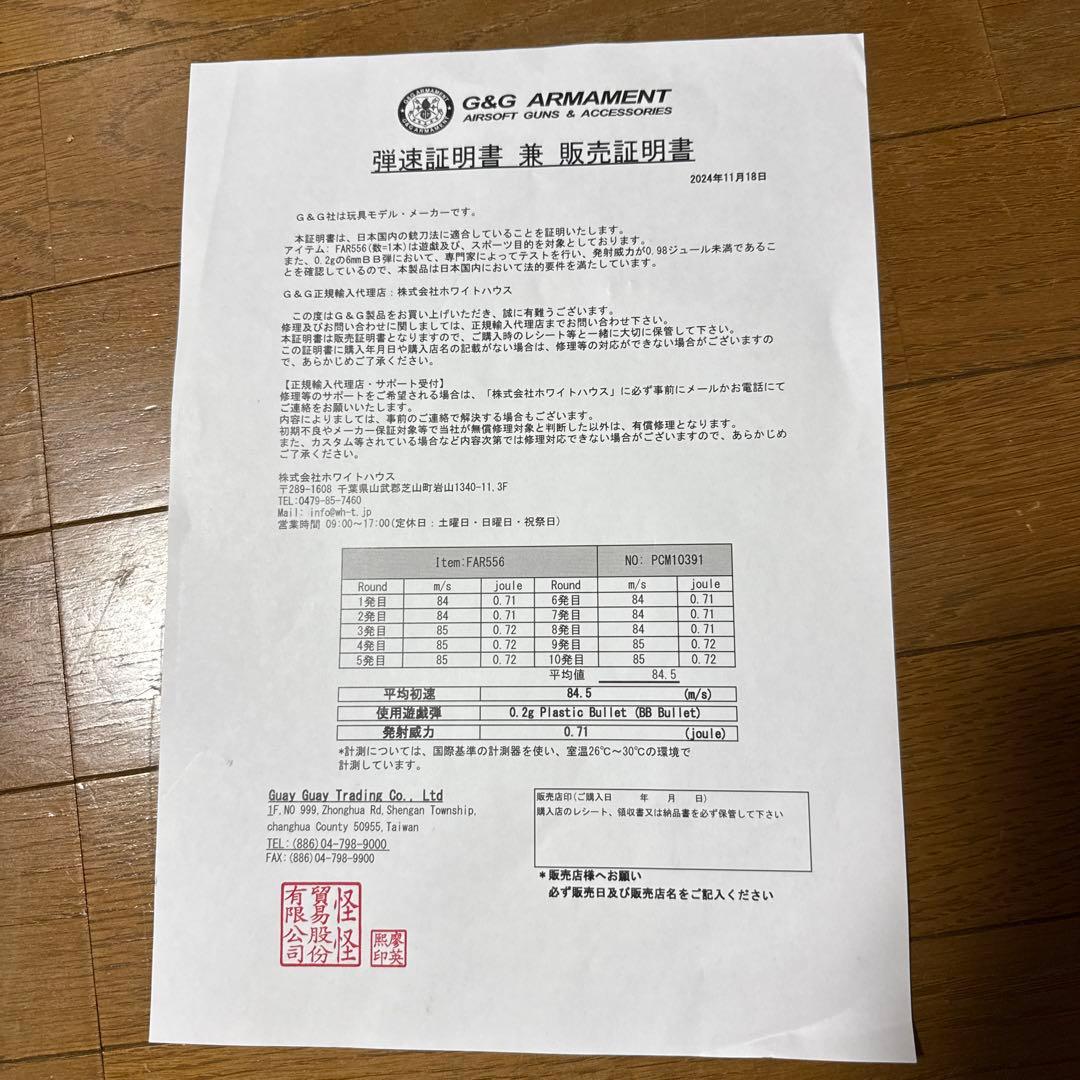 G&G ARMAMENT
G&G ARMAMENT
G&G ARMAMENT
AIRSOFT GUNS & ACCESSORIES
弾速証明書 兼 販売証明書
2024年11月18日
G&G社は玩具モデル・メーカーです。
本証明書は、日本国内の銃刀法に適合していることを証明いたします。
アイテム: FAR556(数=1本)は遊戯及び、スポーツ目的を対象としております。
また、0.2gの6mmBB弾において、専門家によってテストを行い、発射威力が0.98ジュール未満であるこ
とを確認しているので、本製品は日本国内において法的要件を満たしています。
G&G正規輸入代理店：株式会社ホワイトハウス
この度はG&G製品をお買い上げいただき、誠に有難うございます。
修理及びお問い合わせに関しましては、正規輸入代理店までお問い合わせ下さい。
本証明書は販売証明書となりますので、ご購入時のレシート等と一緒に大切に保管して下さい。
この証明書に購入年月日や購入店名の記載がない場合は、修理等の対応ができない場合がございますの
で、あらかじめご了承ください。
【正規輸入代理店・サポート受付】
修理等のサポートをご希望される場合は、「株式会社ホワイトハウス」に必ず事前にメールかお電話にて
ご連絡をお願いいたします。
内容によりましては、事前のご連絡で解決する場合もございます。
初期不良やメーカー保証対象等で当社が無償修理対象と判断した以外は、有償修理となります。
また、カスタム等されている場合など内容次第では修理対応できない場合がございますので、あらかじめ
ご了承ください。
株式会社ホワイトハウス
〒289-1608 千葉県山武郡芝山町岩山1340-11.3F
TEL:0479-85-7460
Mail: info@wh-t.jp
営業時間 09:00～17:00(定休日：土曜日・日曜日・祝祭日)
Item:FAR556 NO: PCM10391
Round m/s joule Round m/s joule
1発目 84 0.71 6発目 84 0.71
2発目 84 0.71 7発目 84 0.71
3発目 85 0.72 8発目 84 0.71
4発目 85 0.72 9発目 85 0.72
5発目 85 0.72 10発目 85 0.72
平均値 84.5
平均初速 84.5 (m/s)
使用遊戯弾 0.2g Plastic Bullet (BB Bullet)
発射威力 0.71 (joule)
*計測については、国際基準の計測器を使い、室温26℃～30℃の環境で
計測しています。
Guay Guay Trading Co., Ltd
1F,NO 999,Zhonghua Rd,Shengan Township,
changhua County 50955,Taiwan
TEL:(886)04-798-9000
FAX:(886)04-798-9900
販売店印(ご購入日 年 月 日)
購入店のレシート、領収書又は納品書を必ず保管して下さい
*販売店様へお願い
必ず販売日及び販売店名をご記入ください
怪怪
貿易股份
有限公司
廖英
熙印